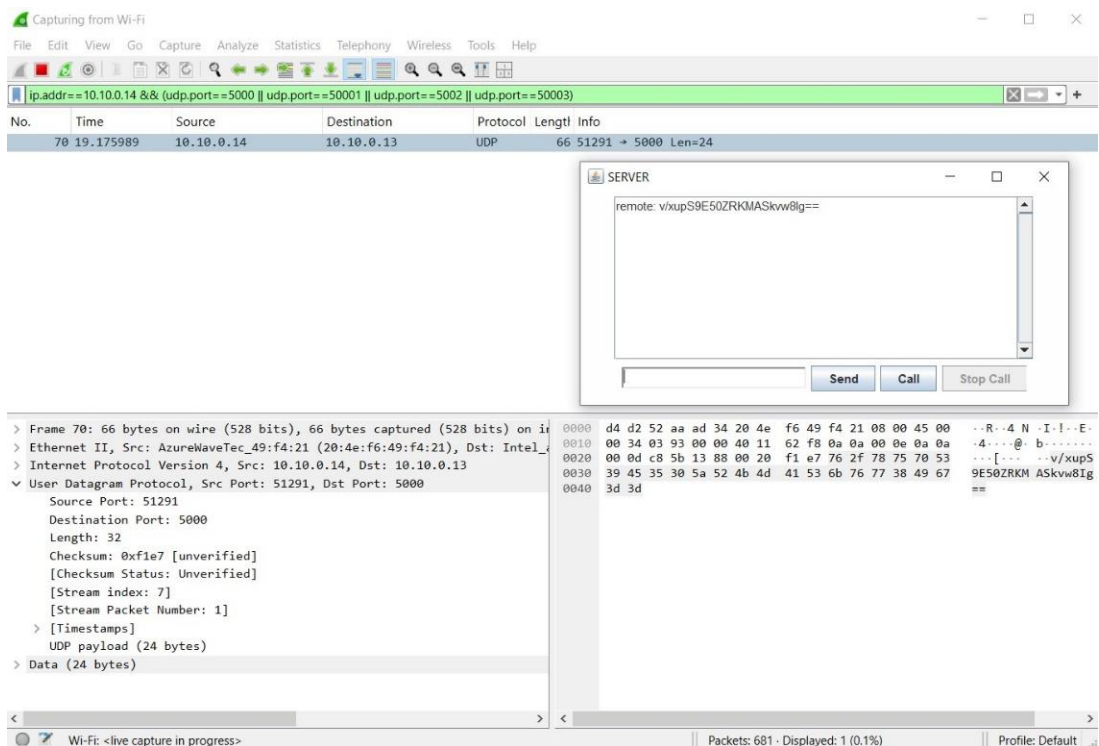 Capturing from Wi-Fi
File Edit View Go Capture Analyze Statistics Telephony Wireless Tools Help
ip.addr==10.10.0.14 && (udp.port==5000 || udp.port==50001 || udp.port==5002 || udp.port==50003)
No. Time Source Destination Protocol Lengtl Info
70 19.175989 10.10.0.14 10.10.0.13 UDP 66 51291 → 5000 Len=24
SERVER
remote: v/xupS9E50ZRKMASkvw8Ig==
Send Call Stop Call
Frame 70: 66 bytes on wire (528 bits), 66 bytes captured (528 bits) on i
Ethernet II, Src: AzureWaveTec_49:f4:21 (20:4e:f6:49:f4:21), Dst: Intel_
Internet Protocol Version 4, Src: 10.10.0.14, Dst: 10.10.0.13
User Datagram Protocol, Src Port: 51291, Dst Port: 5000
Source Port: 51291
Destination Port: 5000
Length: 32
Checksum: 0xf1e7 [unverified]
[Checksum Status: Unverified]
[Stream index: 7]
[Stream Packet Number: 1]
[Timestamps]
UDP payload (24 bytes)
Data (24 bytes)
0000 d4 d2 52 aa ad 34 20 4e f6 49 f4 21 08 00 45 00 ··R··4 N ·I·!··E·
0010 00 34 03 93 00 00 40 11 62 f8 0a 0a 00 0e 0a 0a ·4····@· b·······
0020 00 0d c8 5b 13 88 00 20 f1 e7 76 2f 78 75 70 53 ···[··· ··v/xupS
0030 39 45 35 30 5a 52 4b 4d 41 53 6b 76 77 38 49 67 9E50ZRKM ASkvw8Ig
0040 3d 3d ==
Wi-Fi: <live capture in progress> Packets: 681 · Displayed: 1 (0.1%) Profile: Default